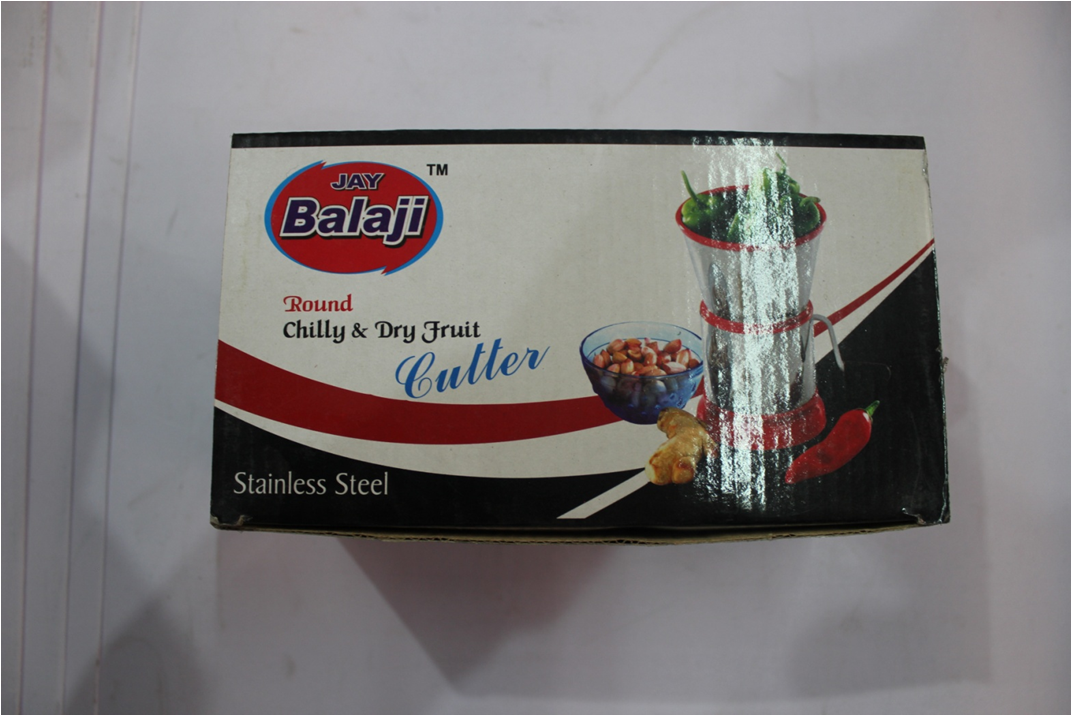 JAY
Balaji
TM
Round
Chilly & Dry Fruit
Cutter
Stainless Steel